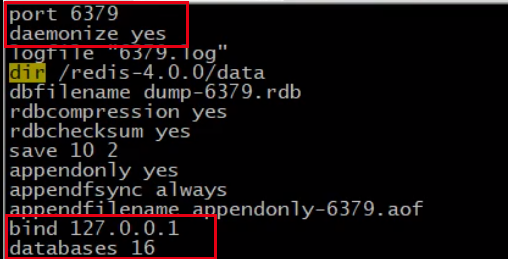 port 6379
daemonize yes
logfile "6379.log"
dir /redis-4.0.0/data
dbfilename dump-6379.rdb
rdbcompression yes
rdbchecksum yes
save 10 2
appendonly yes
appendfsync always
appendfilename appendonly-6379.aof
bind 127.0.0.1
databases 16